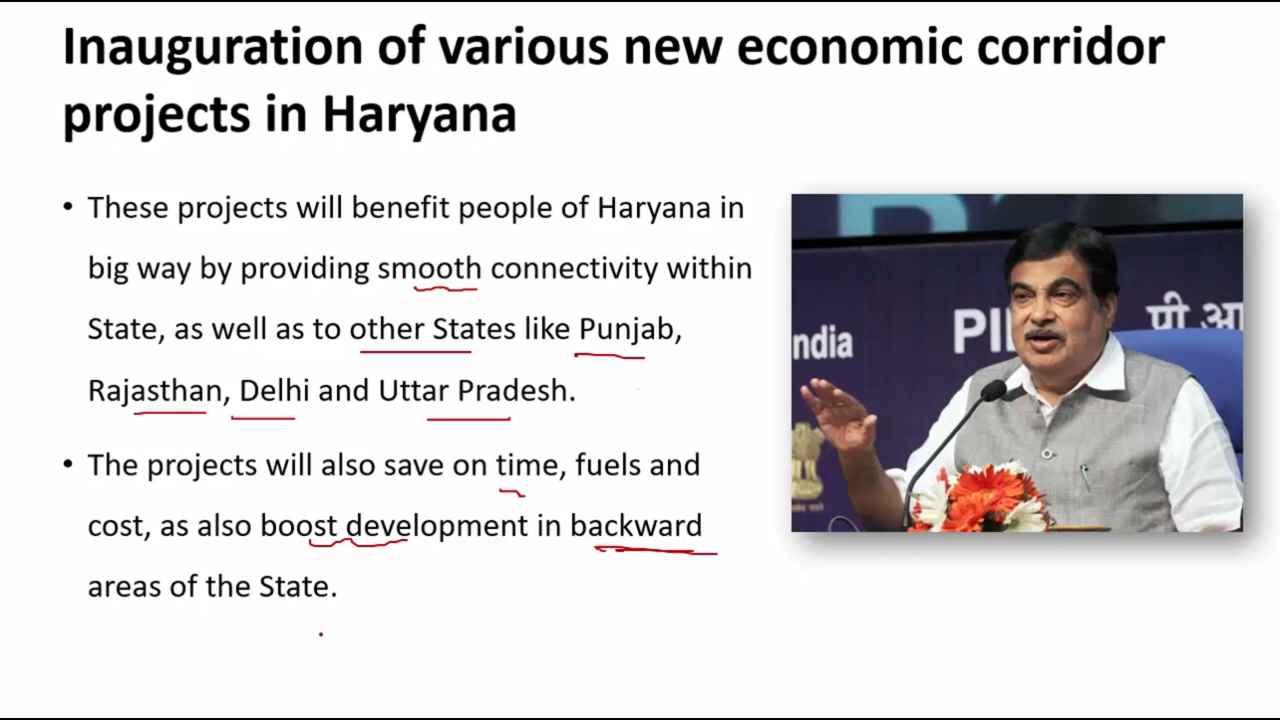 Inauguration of various new economic corridor
projects in Haryana
• These projects will benefit people of Haryana in
big way by providing smooth connectivity within
State, as well as to other States like Punjab,
Rajasthan, Delhi and Uttar Pradesh.
• The projects will also save on time, fuels and
cost, as also boost development in backward
areas of the State.
ndia
पी आ